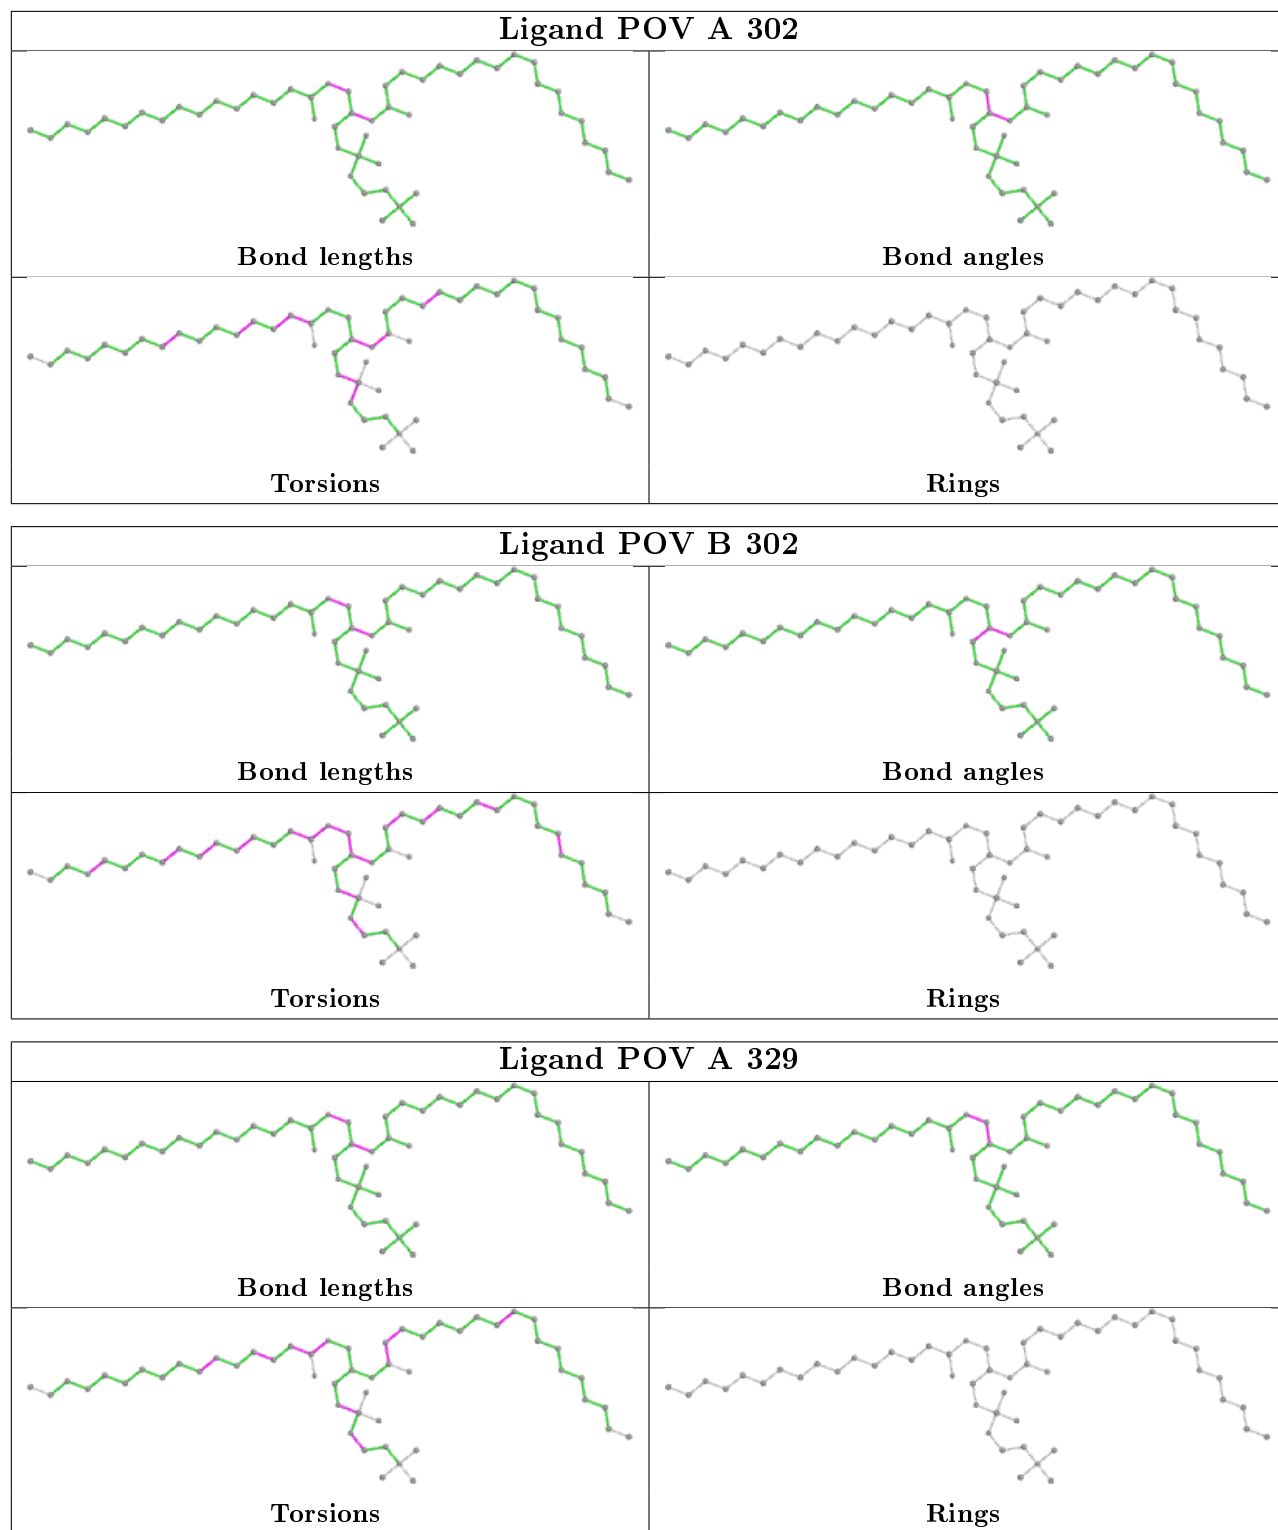 Ligand POV A 302
Bond lengths
Bond angles
Torsions
Rings
Ligand POV B 302
Bond lengths
Bond angles
Torsions
Rings
Ligand POV A 329
Bond lengths
Bond angles
Torsions
Rings